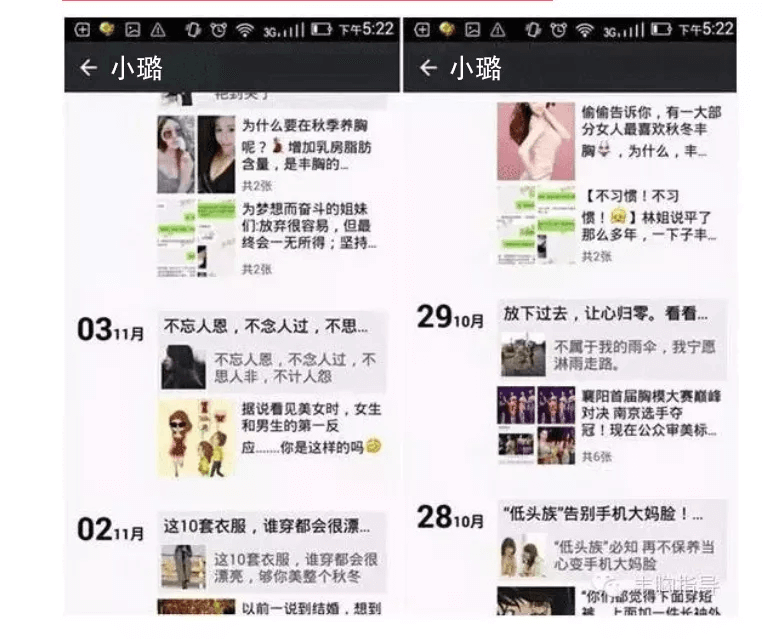 3G
下午5:22
小璐
为什么要在秋季养胸
呢？增加乳房脂肪
含量，是丰胸的...
共2张
为梦想而奋斗的姐妹
们:放弃很容易，但最
终会一无所得；坚持...
共2张
03 11月
不忘人恩，不念人过，不思...
不忘人恩，不念人过，不
思人非，不计人怨
据说看见美女时，女生
和男生的第一反
应........你是这样的吗
02 11月
这10套衣服，谁穿都会很漂...
这10套衣服，谁穿都会很
漂亮，够你美整个秋冬
以前一说到结婚，想到
3G
下午5:22
小璐
偷偷告诉你，有一大部
分女人最喜欢秋冬丰
胸，为什么，丰...
【不习惯！不习
惯！】林姐说平了
那么多年，一下子丰...
共2张
29 10月
放下过去，让心归零。看看...
不属于我的雨伞，我宁愿
淋雨走路。
襄阳首届胸模大赛巅峰
对决 南京选手夺
冠！现在公众审美标...
共6张
28 10月
“低头族”告别手机大妈脸！...
“低头族”必知 再不保养当
心变手机大妈脸
“你们都觉得下面穿短
裤，上面加一件长袖外
丰购指导